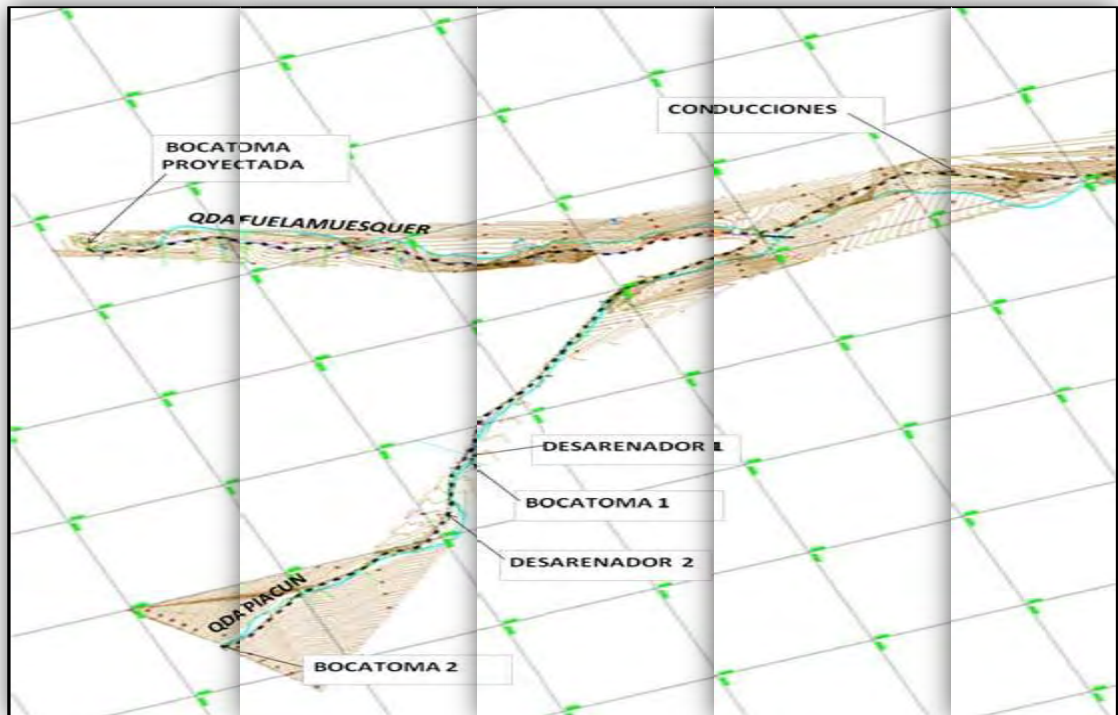 CONDUCCIONES
BOCATOMA
PROYECTADA
QDA FUELAMUESQUER
DESARENADOR 1
BOCATOMA 1
DESARENADOR 2
QDA PIACUN
BOCATOMA 2